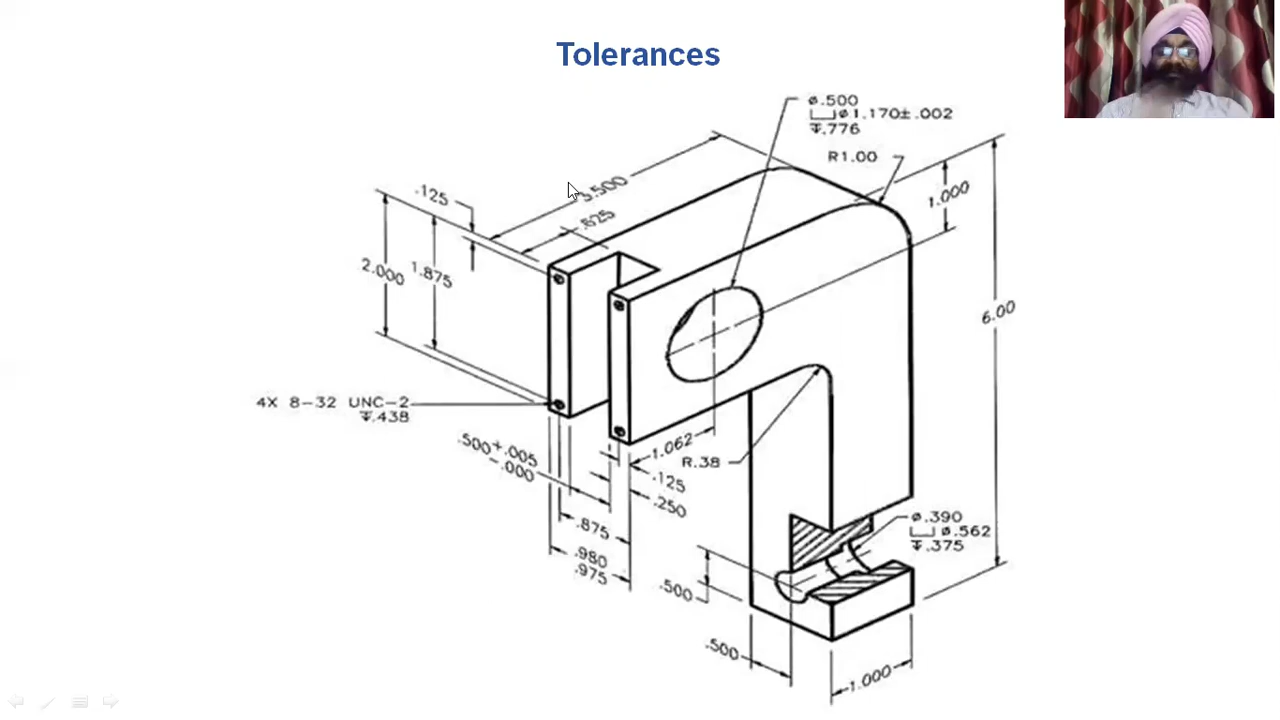 Tolerances
ø.500
⌴ø1.170±.002
↧.776
R1.00
.125
3.500
.625
1.000
2.000
1.875
6.00
4X 8-32 UNC-2
↧.438
.500+.005
-.000
1.062
R.38
.125
.250
.875
.980
.975
ø.390
⌴ ø.562
↧.375
.500
.500
1.000